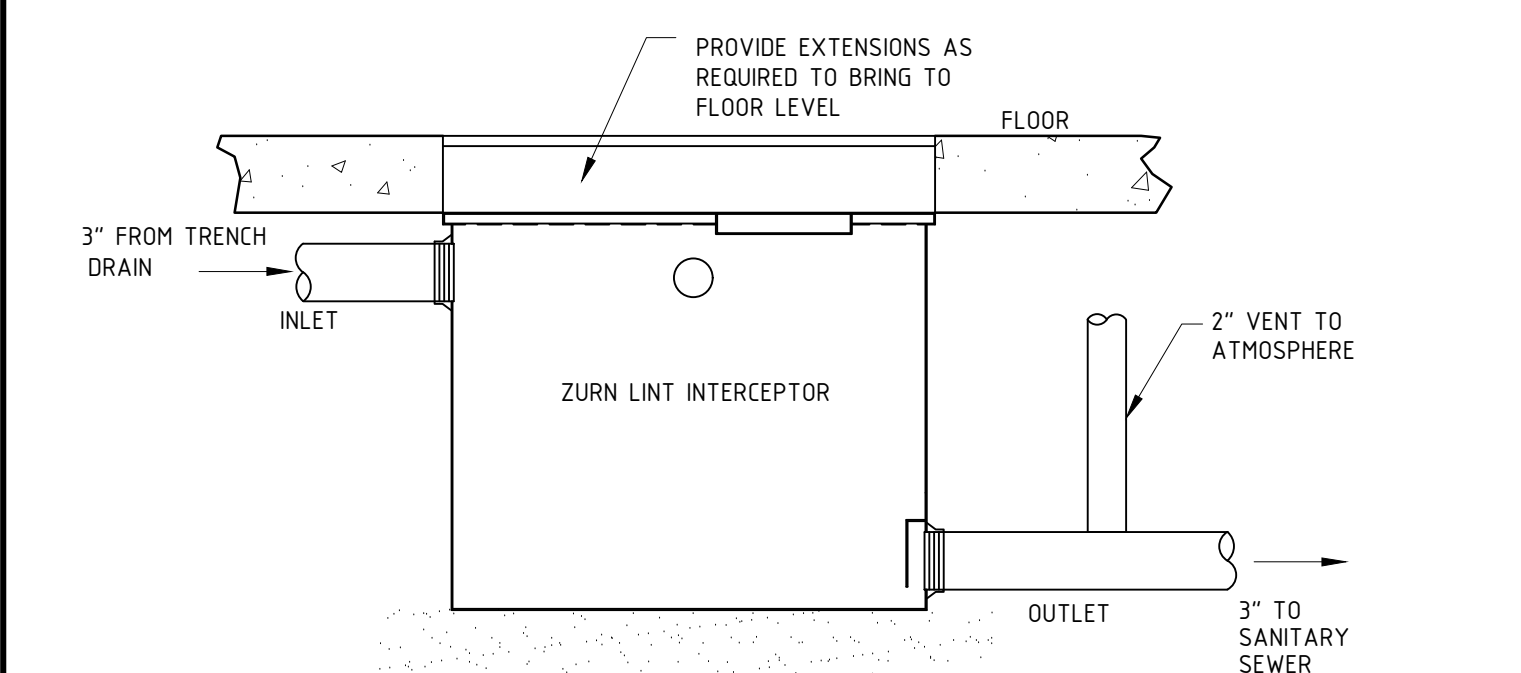 PROVIDE EXTENSIONS AS
REQUIRED TO BRING TO
FLOOR LEVEL
FLOOR
3" FROM TRENCH
DRAIN
INLET
2" VENT TO
ATMOSPHERE
ZURN LINT INTERCEPTOR
OUTLET
3" TO
SANITARY
SEWER